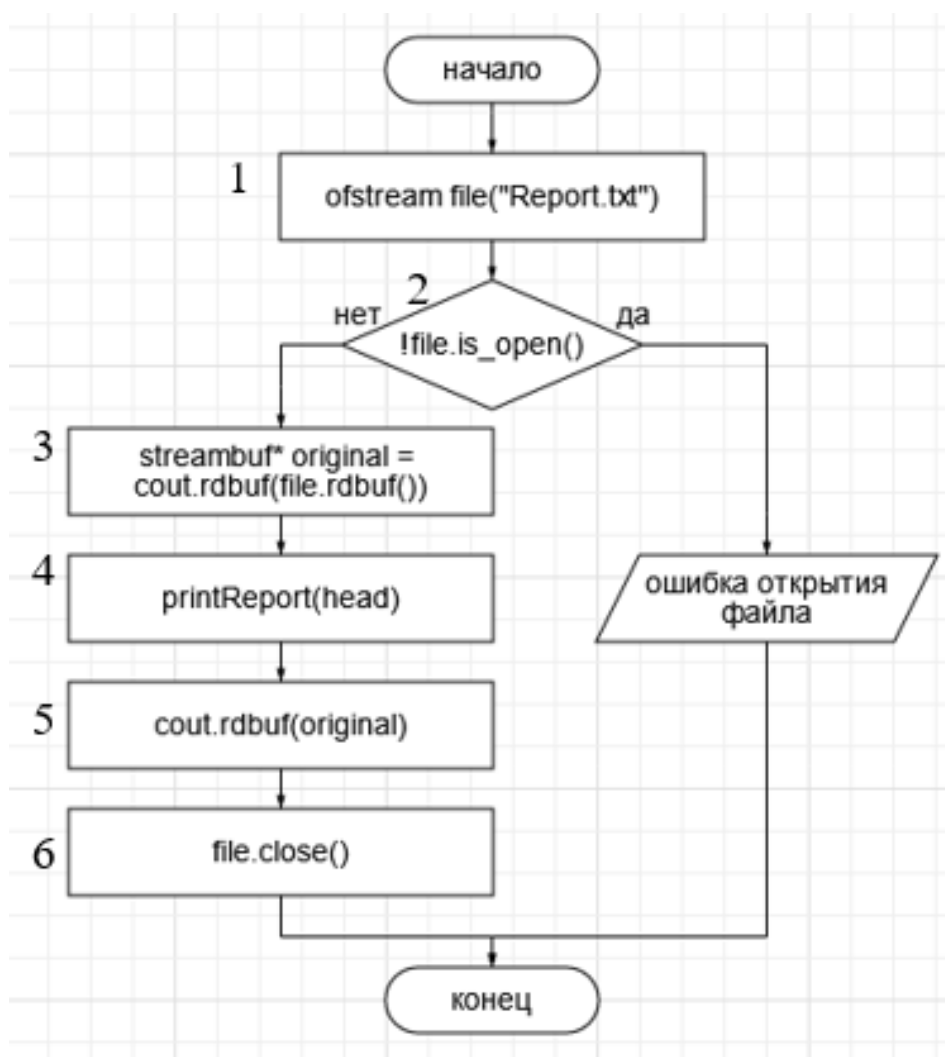 начало
1
ofstream file("Report.txt")
2
нет
да
!file.is_open()
3
streambuf* original =
cout.rdbuf(file.rdbuf())
4
printReport(head)
ошибка открытия
файла
5
cout.rdbuf(original)
6
file.close()
конец